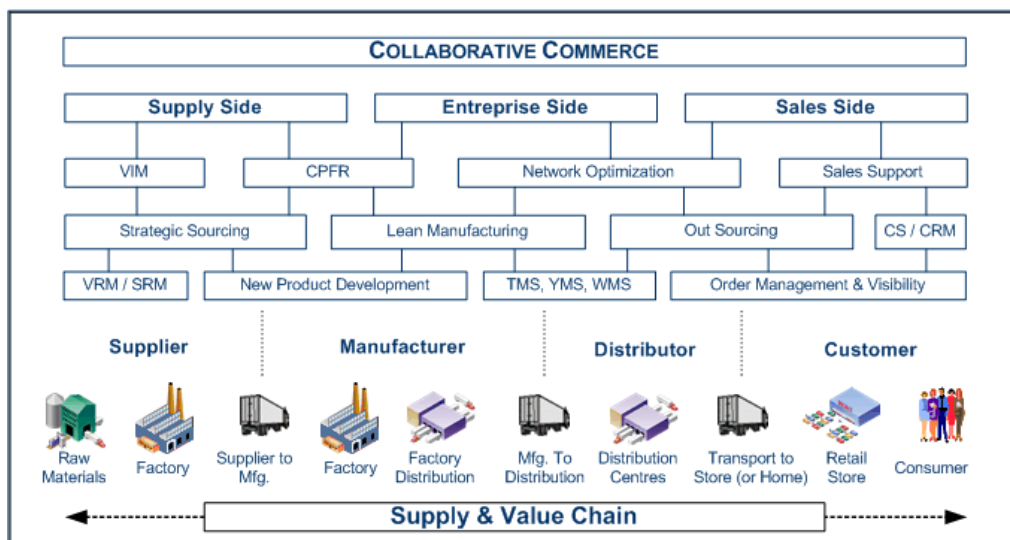 COLLABORATIVE COMMERCE
Supply Side
Entreprise Side
Sales Side
VIM
CPFR
Network Optimization
Sales Support
Strategic Sourcing
Lean Manufacturing
Out Sourcing
CS / CRM
VRM / SRM
New Product Development
TMS, YMS, WMS
Order Management & Visibility
Supplier
Manufacturer
Distributor
Customer
Raw
Materials
Factory
Supplier to
Mfg.
Factory
Factory
Distribution
Mfg. To
Distribution
Distribution
Centres
Transport to
Store (or Home)
Retail
Store
Consumer
Supply & Value Chain